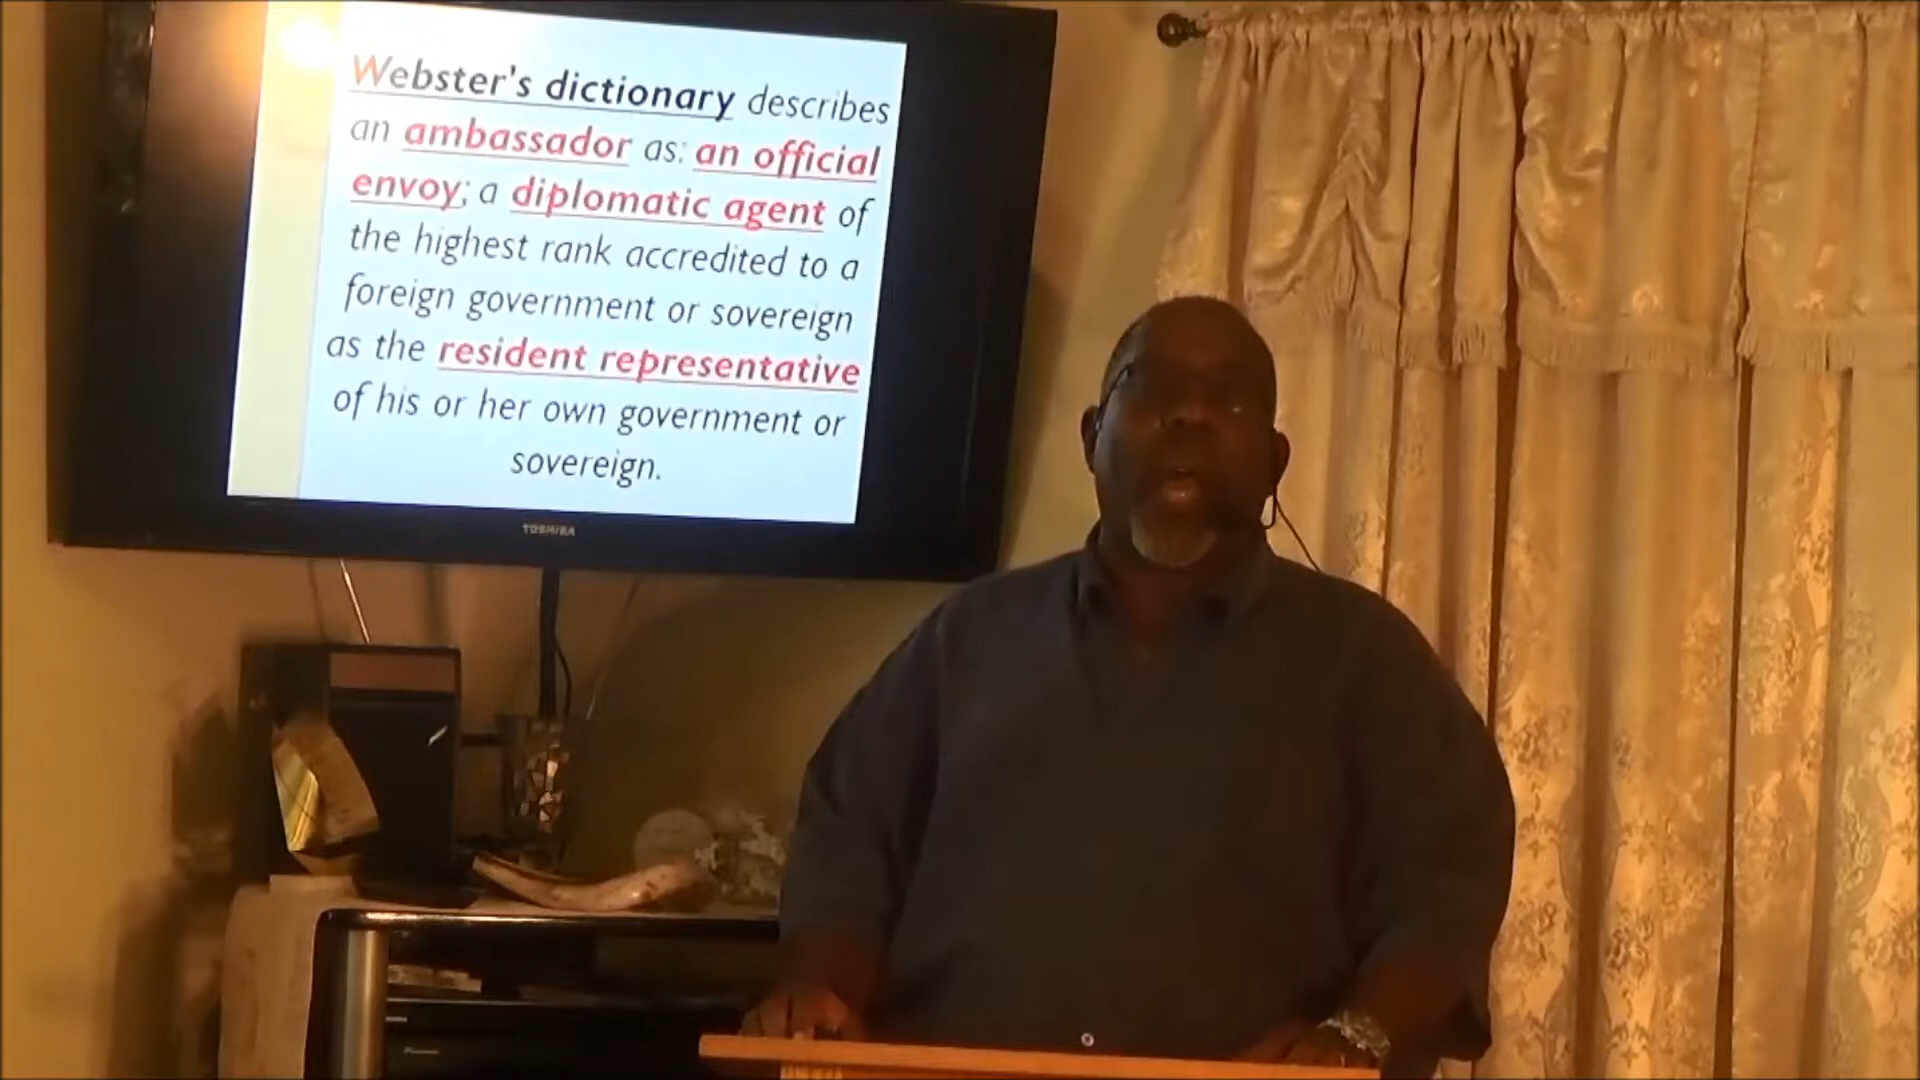 Webster's dictionary describes
an ambassador as: an official
envoy; a diplomatic agent of
the highest rank accredited to a
foreign government or sovereign
as the resident representative
of his or her own government or
sovereign.
TOSHIBA
Pioneer